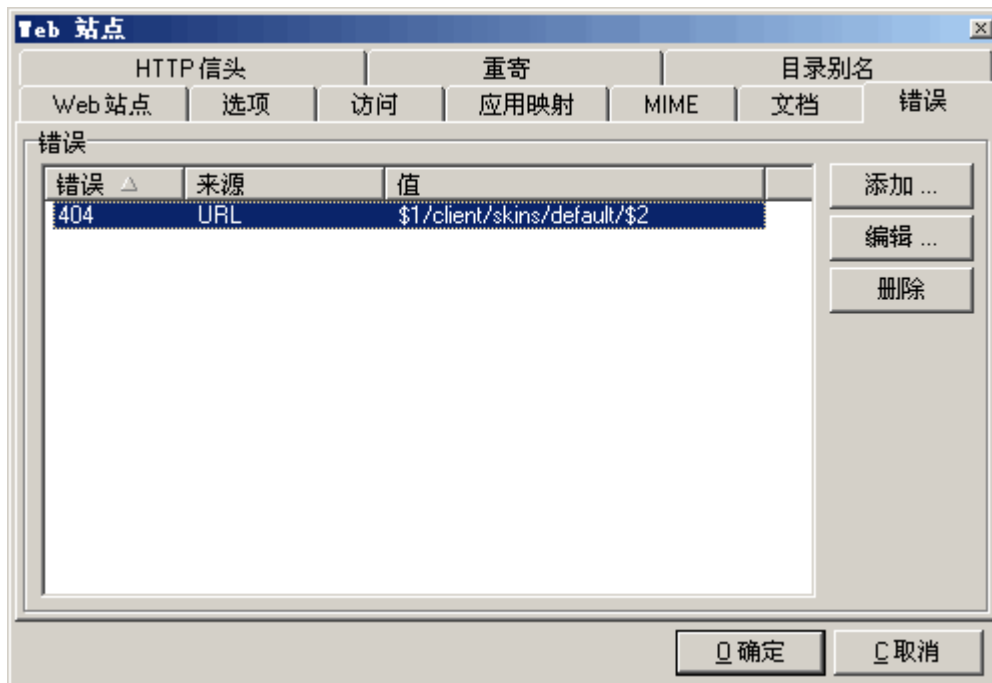 Web 站点
HTTP 信头 重寄 目录别名
Web 站点 选项 访问 应用映射 MIME 文档 错误
错误
错误 来源 值
404 URL $1/client/skins/default/$2
添加 ...
编辑 ...
删除
O 确定 C 取消